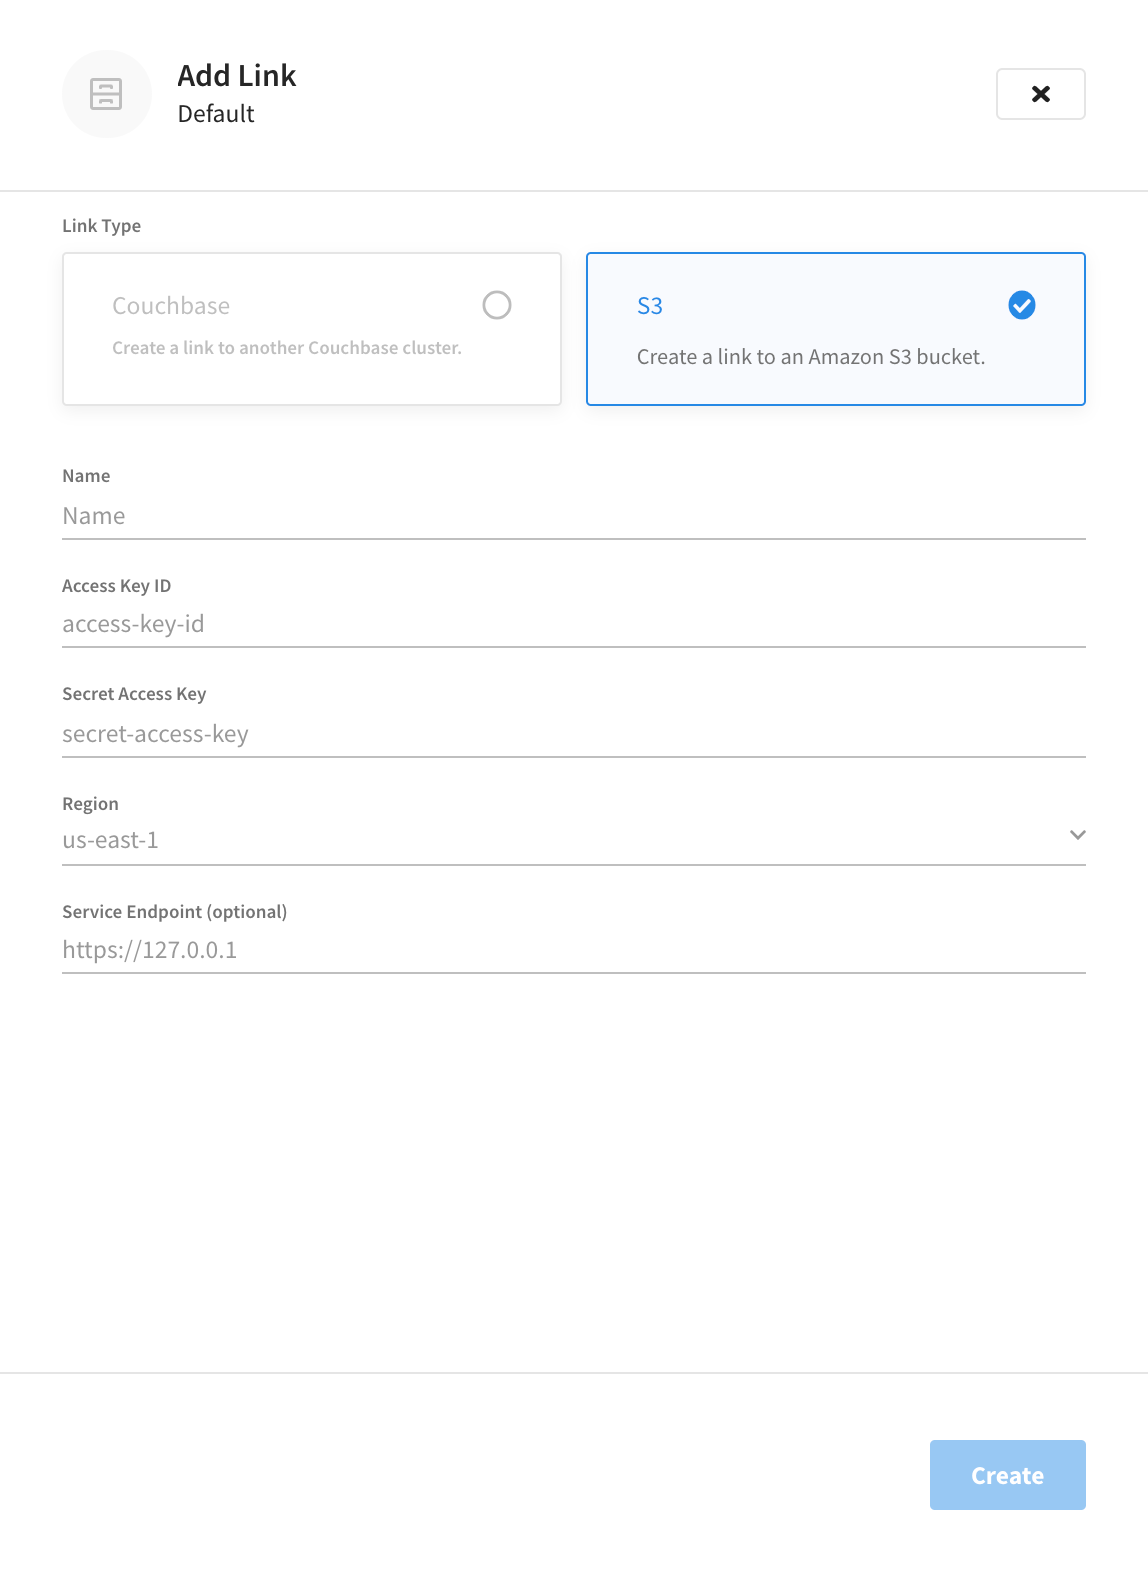 Add Link
Default
Link Type
Couchbase
Create a link to another Couchbase cluster.
S3
Create a link to an Amazon S3 bucket.
Name
Name
Access Key ID
access-key-id
Secret Access Key
secret-access-key
Region
us-east-1
Service Endpoint (optional)
https://127.0.0.1
Create